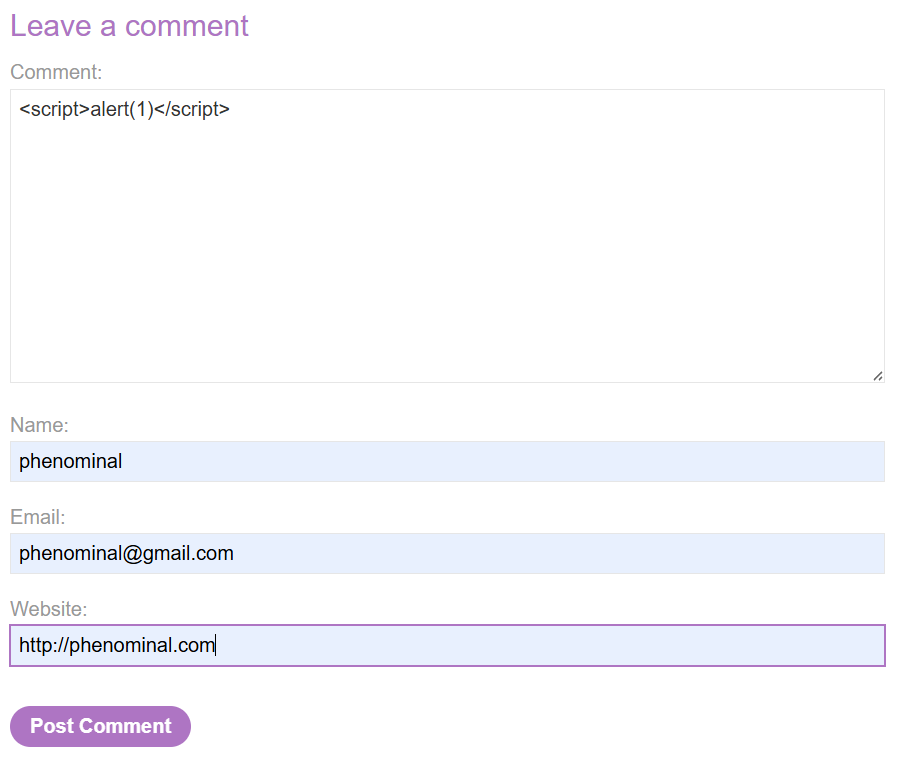 Leave a comment
Comment:
<script>alert(1)</script>
Name:
phenominal
Email:
phenominal@gmail.com
Website:
http://phenominal.com
Post Comment